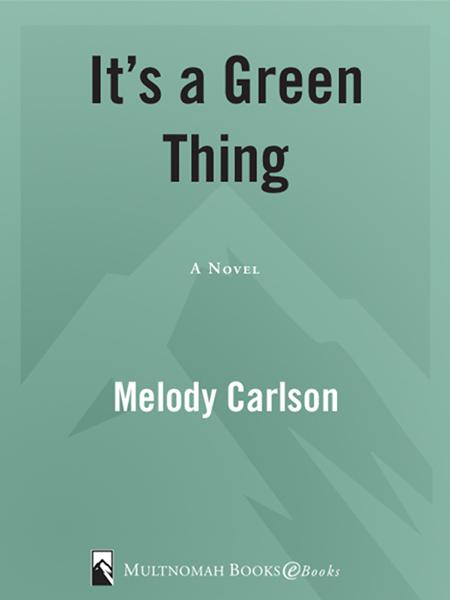 It's a Green
Thing
A Novel
Melody Carlson
Multnomah Books eBooks